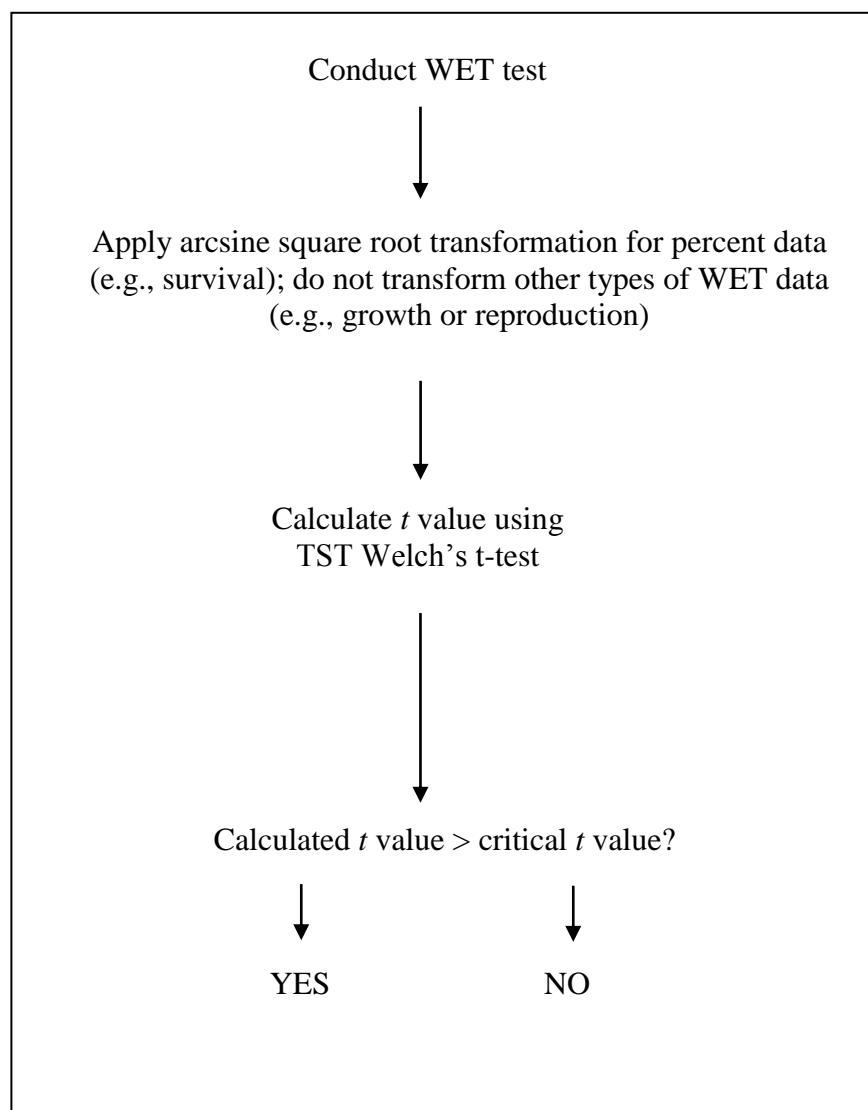 Conduct WET test
Apply arcsine square root transformation for percent data
(e.g., survival); do not transform other types of WET data
(e.g., growth or reproduction)
Calculate t value using
TST Welch’s t-test
Calculated t value > critical t value?
YES NO